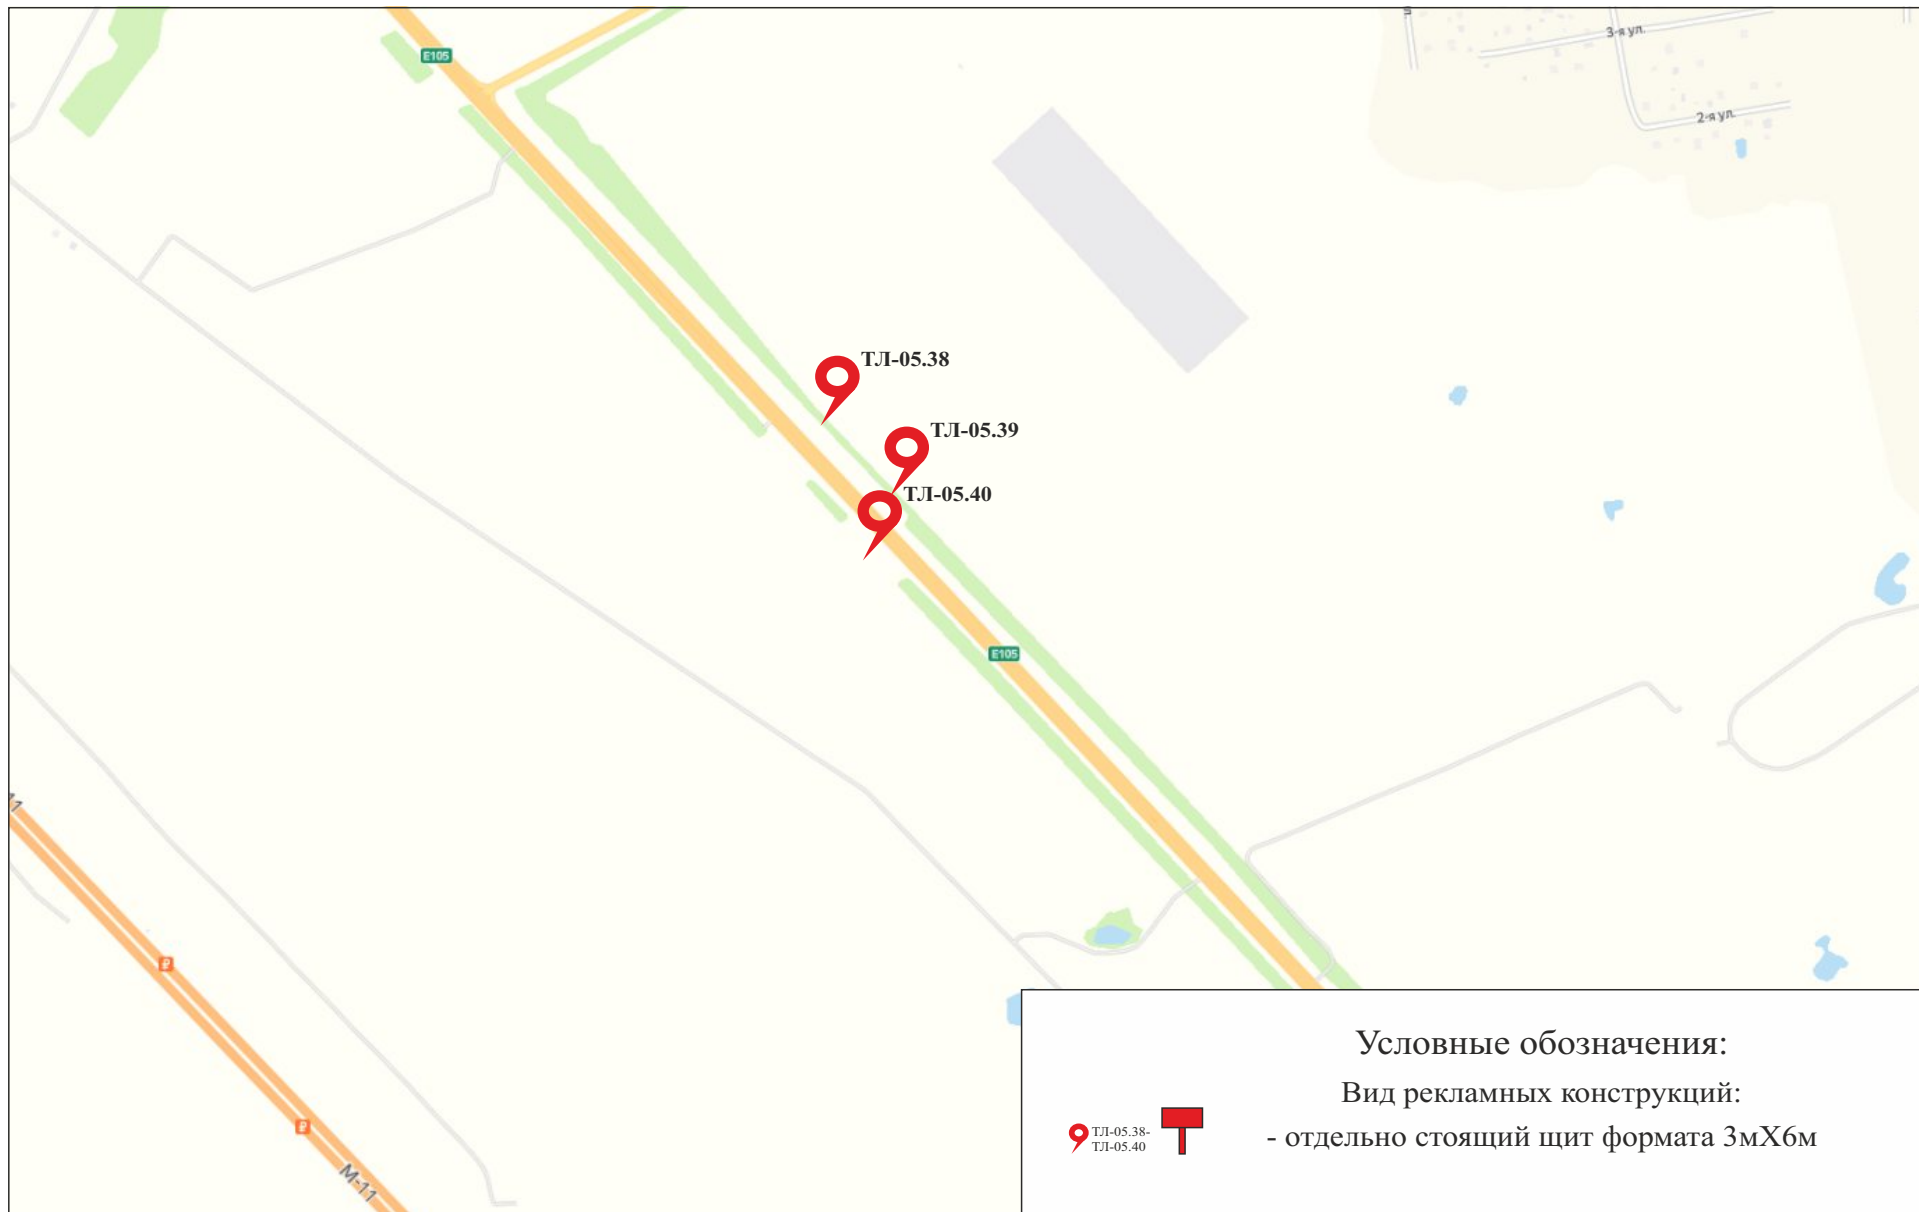 E105
3-я ул.
2-я ул.
ТЛ-05.38
ТЛ-05.39
ТЛ-05.40
E105
М-11
Условные обозначения:
Вид рекламных конструкций:
ТЛ-05.38-
ТЛ-05.40
- отдельно стоящий щит формата 3мХ6м